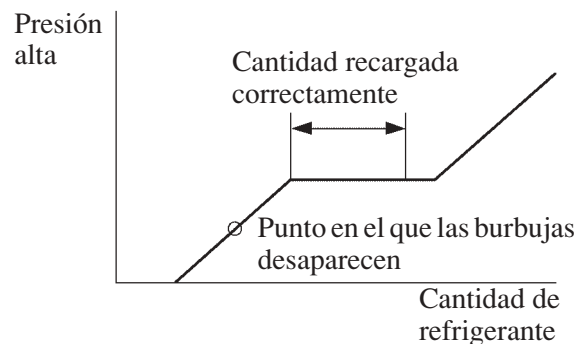 Presión
alta
Cantidad recargada
correctamente
Punto en el que las burbujas
desaparecen
Cantidad de
refrigerante